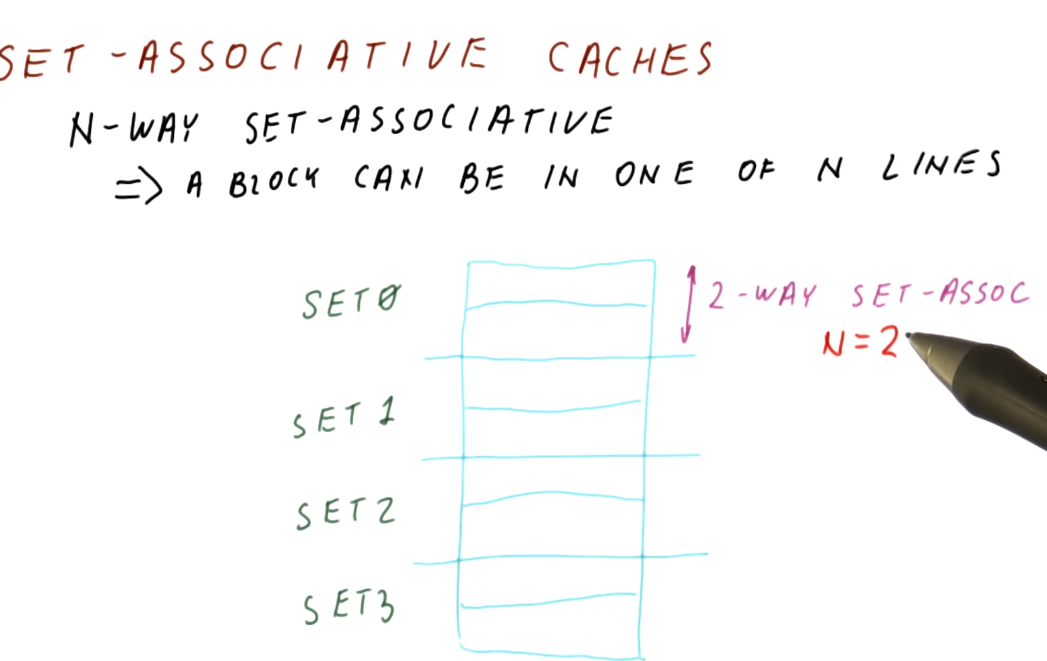 SET-ASSOCIATIVE CACHES
N-WAY SET-ASSOCIATIVE
=> A BLOCK CAN BE IN ONE OF N LINES
SET0
2-WAY SET-ASSOC
N=2
SET 1
SET2
SET3